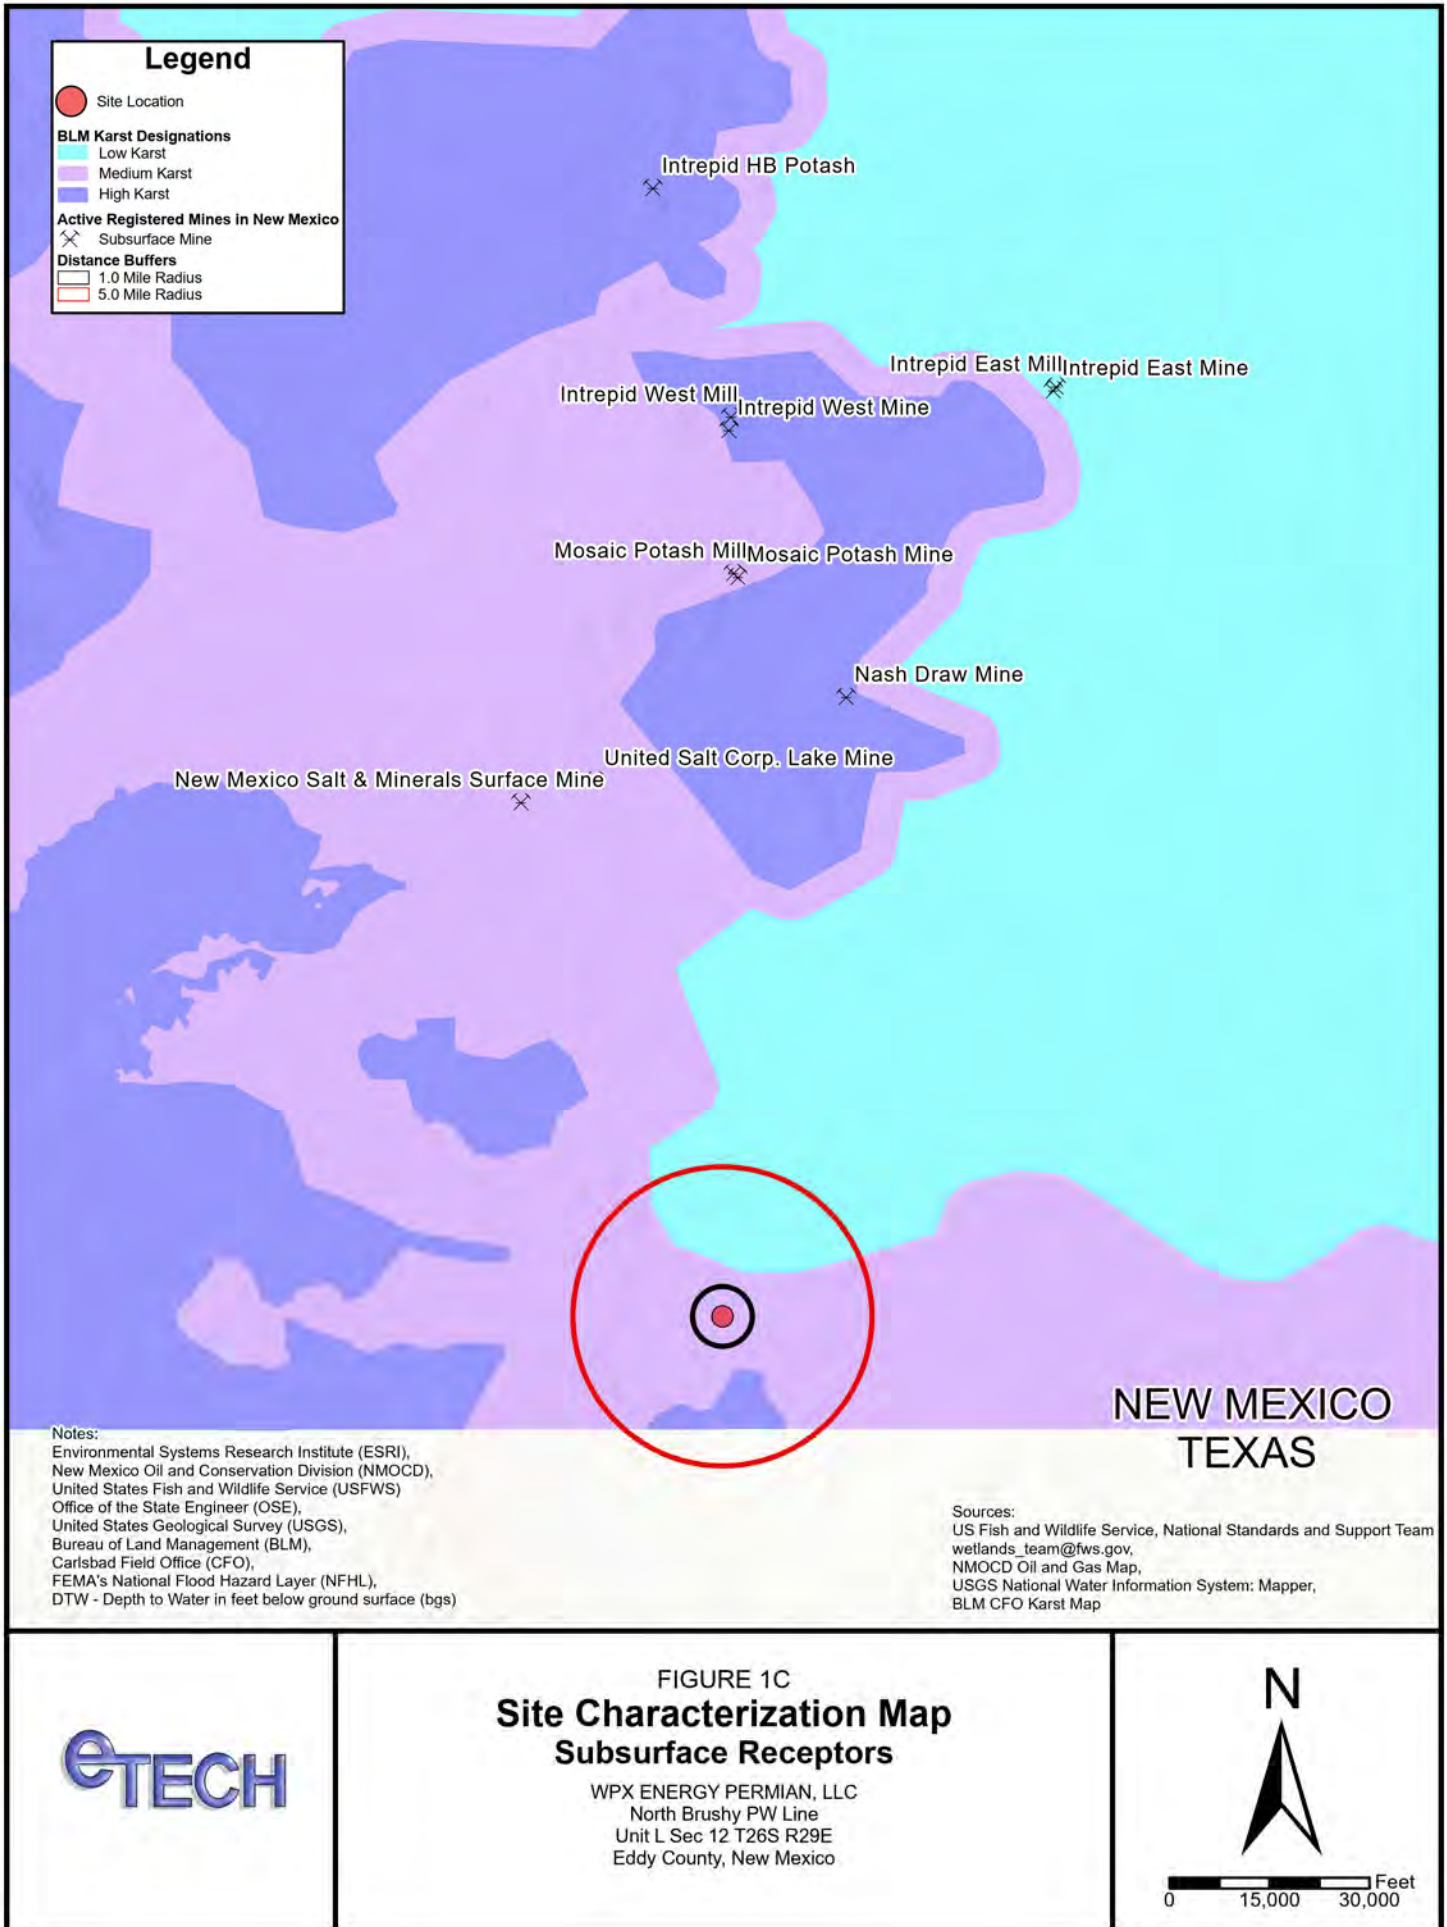 Legend
Site Location
BLM Karst Designations
Low Karst
Medium Karst
High Karst
Active Registered Mines in New Mexico
Subsurface Mine
Distance Buffers
1.0 Mile Radius
5.0 Mile Radius
Intrepid HB Potash
Intrepid East Mill
Intrepid East Mine
Intrepid West Mill
Intrepid West Mine
Mosaic Potash Mill
Mosaic Potash Mine
Nash Draw Mine
United Salt Corp. Lake Mine
New Mexico Salt & Minerals Surface Mine
NEW MEXICO
TEXAS
Notes:
Environmental Systems Research Institute (ESRI),
New Mexico Oil and Conservation Division (NMOCD),
United States Fish and Wildlife Service (USFWS)
Office of the State Engineer (OSE),
United States Geological Survey (USGS),
Bureau of Land Management (BLM),
Carlsbad Field Office (CFO),
FEMA's National Flood Hazard Layer (NFHL),
DTW - Depth to Water in feet below ground surface (bgs)
Sources:
US Fish and Wildlife Service, National Standards and Support Team
wetlands_team@fws.gov,
NMOCD Oil and Gas Map,
USGS National Water Information System: Mapper,
BLM CFO Karst Map
eTECH
FIGURE 1C
Site Characterization Map
Subsurface Receptors
WPX ENERGY PERMIAN, LLC
North Brushy PW Line
Unit L Sec 12 T26S R29E
Eddy County, New Mexico
N
Feet
0 15,000 30,000